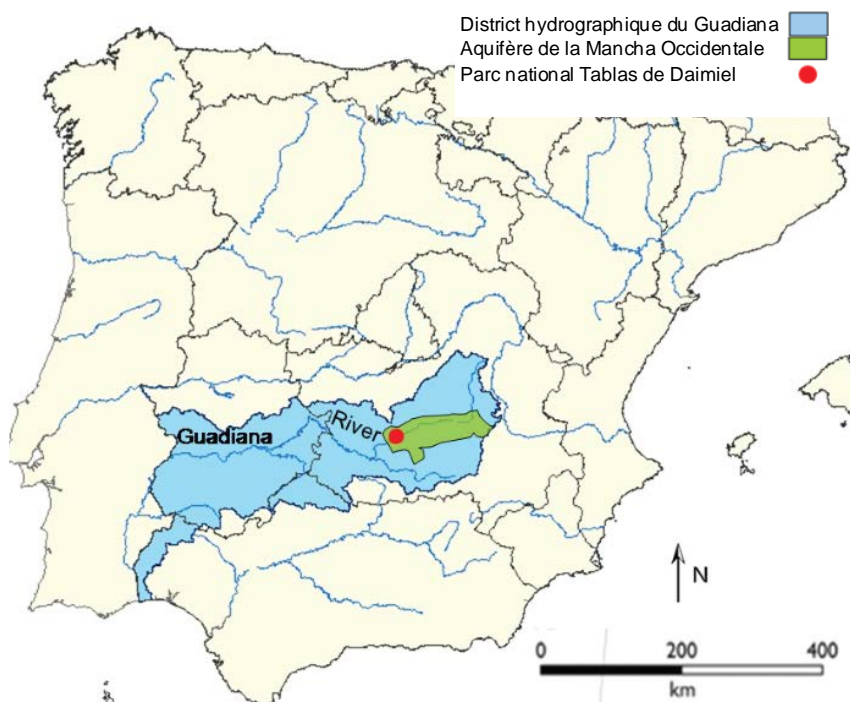 District hydrographique du Guadiana
Aquifère de la Mancha Occidentale
Parc national Tablas de Daimiel
Guadiana River
N
0 200 400
km